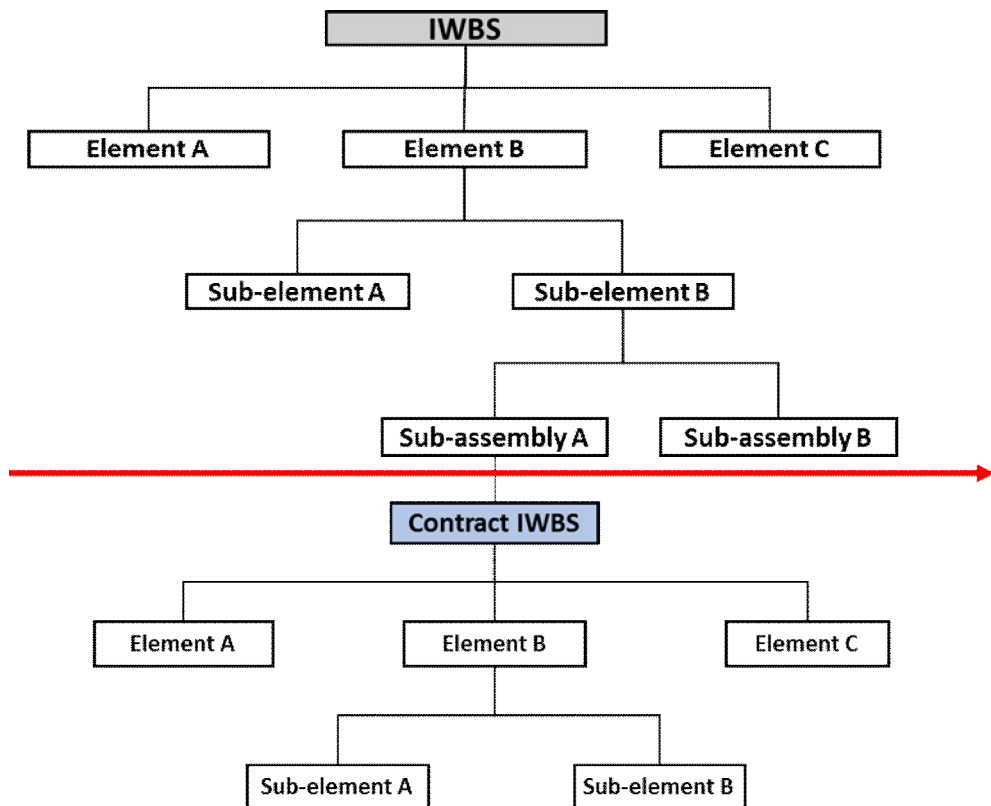 IWBS
Element A
Element B
Element C
Sub-element A
Sub-element B
Sub-assembly A
Sub-assembly B
Contract IWBS
Element A
Element B
Element C
Sub-element A
Sub-element B